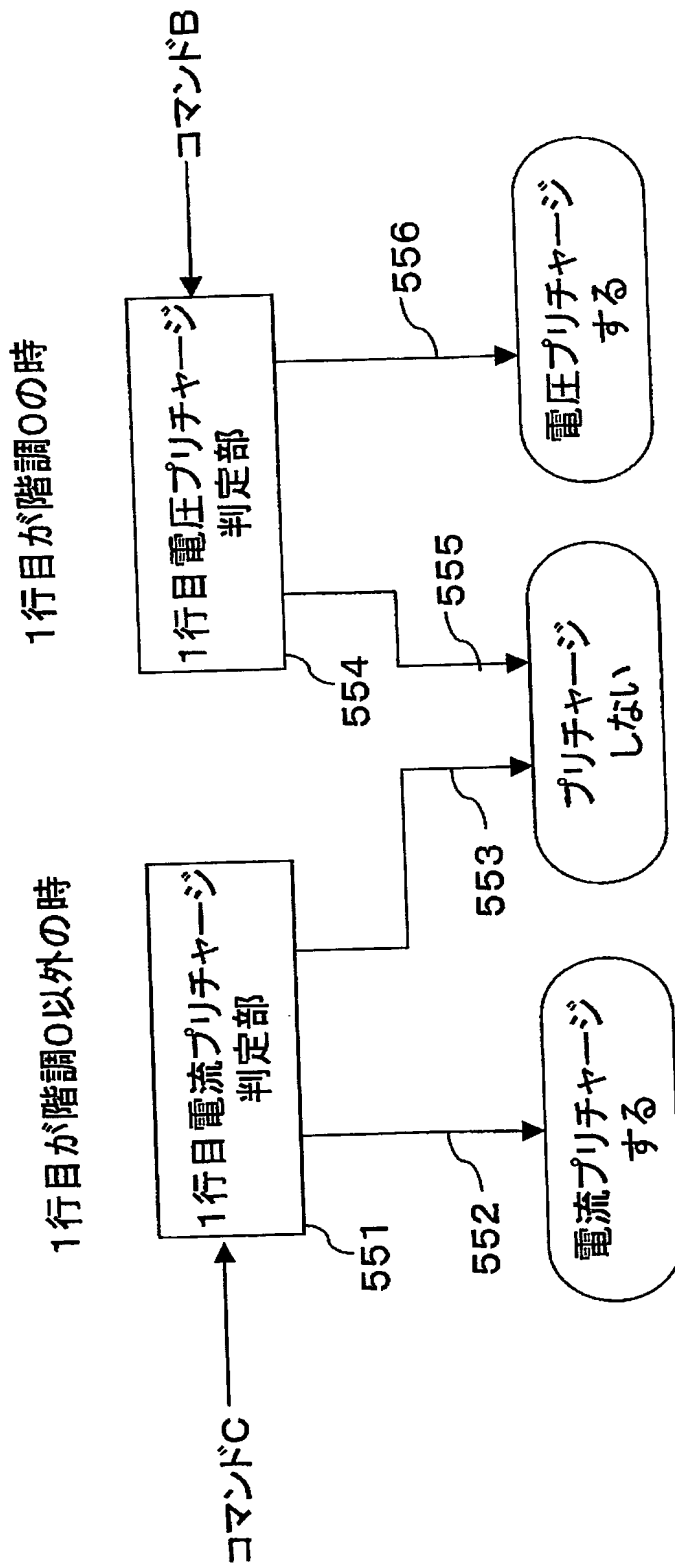 1行目が階調0以外の時
1行目が階調0の時
コマンドC
1行目電流プリチャージ
判定部
551
1行目電圧プリチャージ
判定部
554
コマンドB
552
553
555
556
電流プリチャージ
する
プリチャージ
しない
電圧プリチャージ
する